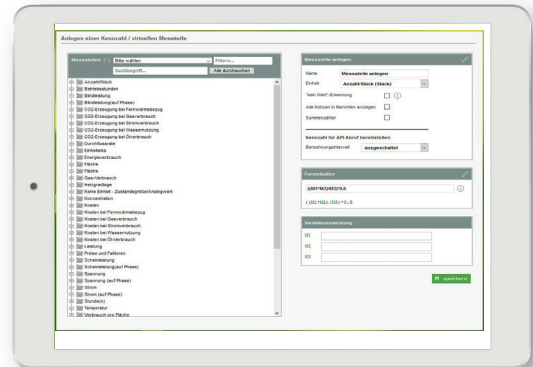 Anlegen einer Kennzahl / virtuellen Messstelle
Messstellen
Bitte wählen
Filtern...
Suchbegriff...
Alle durchsuchen
Anzahl/Stück
Betriebsstunden
Blindleistung
Blindleistung(auf Phase)
CO2-Erzeugung bei Fernwärmebezug
CO2-Erzeugung bei Gasverbrauch
CO2-Erzeugung bei Stromverbrauch
CO2-Erzeugung bei Wassernutzung
CO2-Erzeugung bei Ölverbrauch
Durchflussrate
Einheitslos
Energieverbrauch
Fläche
Fläche
Gas-Verbrauch
Heizgradtage
Keine Einheit - Zustandsgröße/Analogwert
Konzentration
Kosten
Kosten bei Fernwärmebezug
Kosten bei Gasverbrauch
Kosten bei Stromverbrauch
Kosten bei Wassernutzung
Kosten bei Öl-Verbrauch
Leistung
Preise und Faktoren
Scheinleistung
Scheinleistung(auf Phase)
Spannung
Spannung (auf Phase)
Strom
Strom (auf Phase)
Stunde(n)
Temperatur
Verbrauch pro Fläche
Messstelle anlegen
Name
Messstelle anlegen
Einheit
Anzahl/Stück (Stück)
"kein Wert"-Erkennung
Alle Notizen in Berichten anzeigen
Summenzähler
Kennzahl für API Abruf bereitstellen
Berechnungsintervall
ausgeschaltet
Formeleditor
((M1*M2)/M3)*0.5
((M1*M2)/M3)*0.5
Variablenzuweisung
M1
M2
M3
speichern